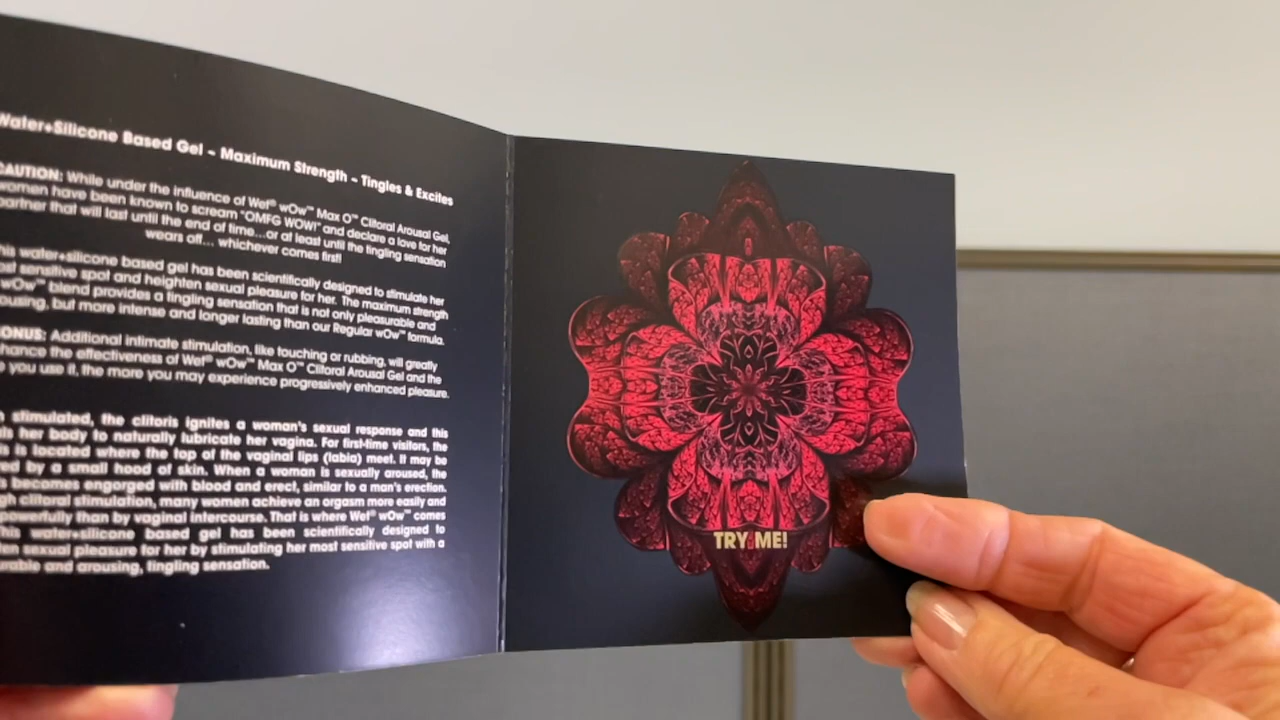 Water+Silicone Based Gel - Maximum Strength - Tingles & Excites
CAUTION: While under the influence of Wet® wOw™ Max O™ Clitoral Arousal Gel,
women have been known to scream "OMFG WOW!" and declare a love for her
partner that will last until the end of time...or at least until the tingling sensation
wears off... whichever comes first!
his water+silicone based gel has been scientifically designed to stimulate her
ost sensitive spot and heighten sexual pleasure for her. The maximum strength
wOw™ blend provides a tingling sensation that is not only pleasurable and
ousing, but more intense and longer lasting than our Regular wOw™ formula.
ONUS: Additional intimate stimulation, like touching or rubbing, will greatly
hance the effectiveness of Wet® wOw™ Max O™ Clitoral Arousal Gel and the
e you use it, the more you may experience progressively enhanced pleasure.
n stimulated, the clitoris ignites a woman's sexual response and this
ls her body to naturally lubricate her vagina. For first-time visitors, the
is is located where the top of the vaginal lips (labia) meet. It may be
red by a small hood of skin. When a woman is sexually aroused, the
s becomes engorged with blood and erect, similar to a man's erection.
gh clitoral stimulation, many women achieve an orgasm more easily and
powerfully than by vaginal intercourse. That is where Wet® wOw™ comes
his water+silicone based gel has been scientifically designed to
ten sexual pleasure for her by stimulating her most sensitive spot with a
urable and arousing, tingling sensation.
TRY ME!